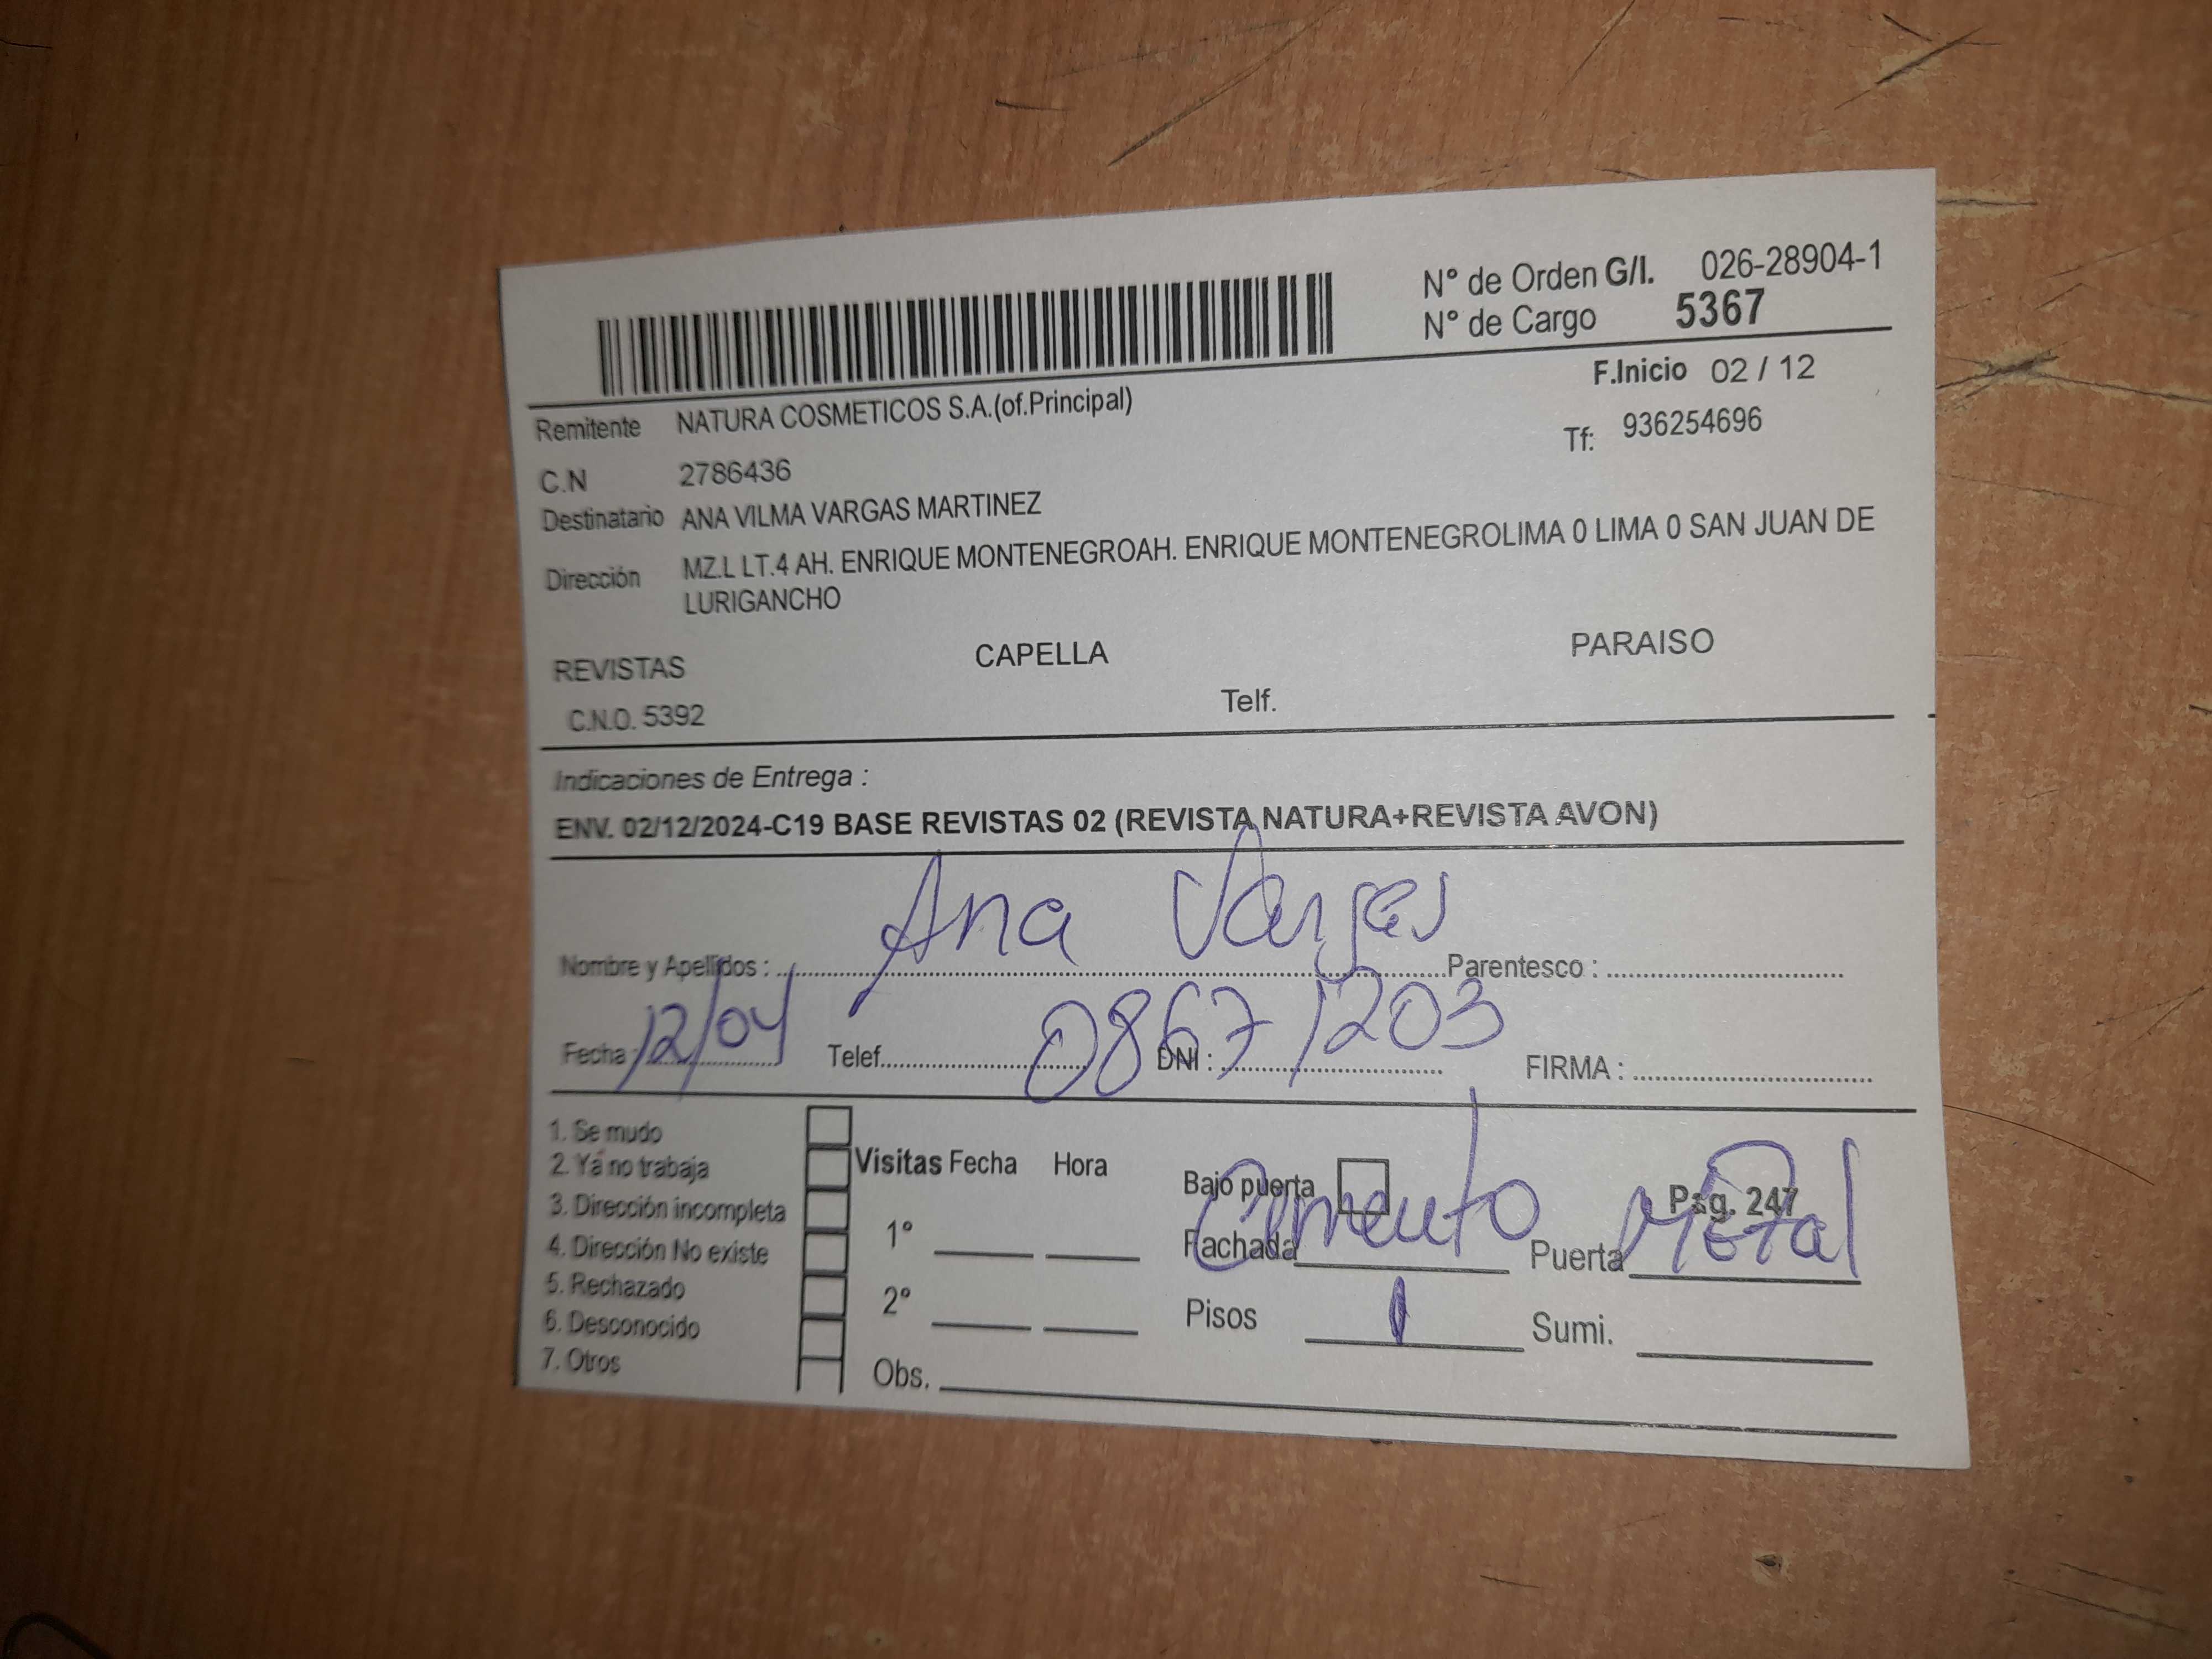 N° de Orden G/I. 026-28904-1
N° de Cargo 5367
F.Inicio 02 / 12
Remitente NATURA COSMETICOS S.A.(of.Principal)
Tf: 936254696
C.N 2786436
Destinatario ANA VILMA VARGAS MARTINEZ
Dirección MZ.L LT.4 AH. ENRIQUE MONTENEGROAH. ENRIQUE MONTENEGROLIMA 0 LIMA 0 SAN JUAN DE
LURIGANCHO
REVISTAS CAPELLA PARAISO
C.N.O. 5392 Telf.
Indicaciones de Entrega :
ENV. 02/12/2024-C19 BASE REVISTAS 02 (REVISTA NATURA+REVISTA AVON)
Nombre y Apellidos : Ana Vargas Parentesco :
Fecha : 12/04 Telef. DNI : 08671203 FIRMA :
1. Se mudo
2. Ya no trabaja
3. Dirección incompleta
4. Dirección No existe
5. Rechazado
6. Desconocido
7. Otros
Visitas Fecha Hora
1°
2°
Obs.
Bajo puerta Pag. 247
Fachada Cemento Puerta Metal
Pisos 1 Sumi.